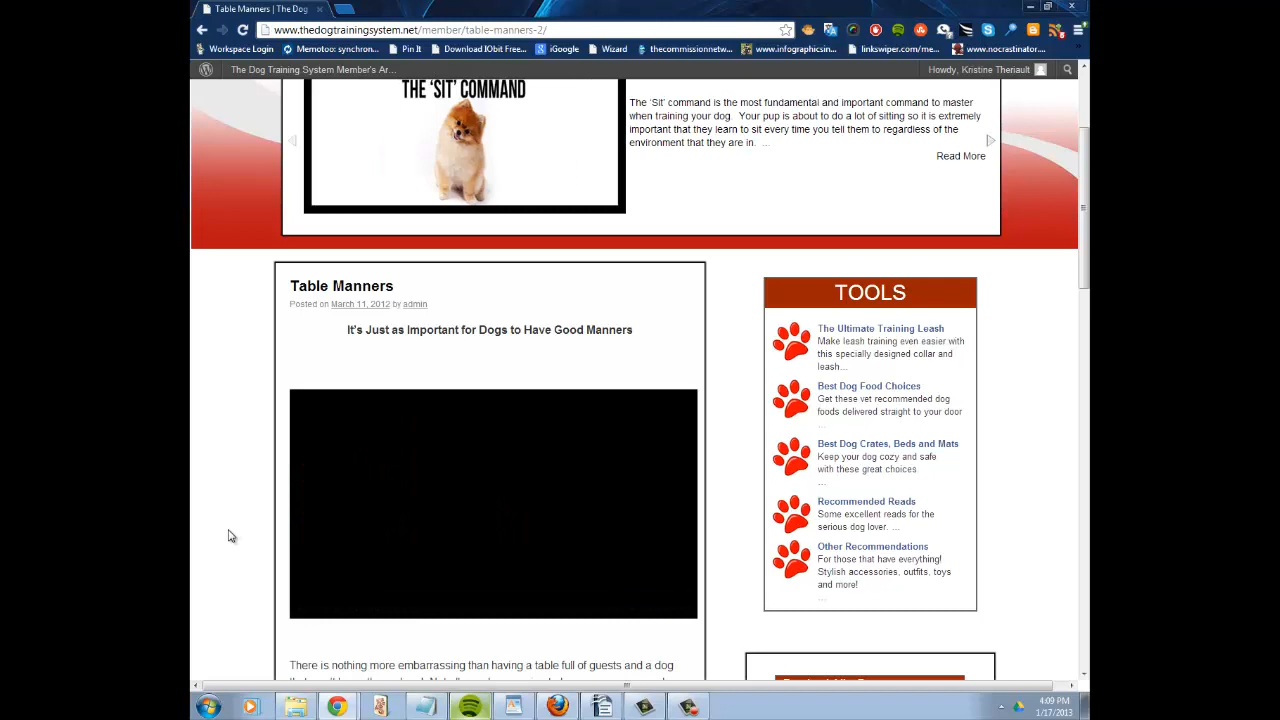 Table Manners | The Dog
www.thedogtrainingsystem.net/member/table-manners-2/
Workspace Login
Memotoo: synchron...
Pin It
Download IObit Free...
iGoogle
Wizard
thecommissionetw...
www.infographicsin...
linkswiper.com/me...
www.nocrastinator....
The Dog Training System Member's Ar...
Howdy, Kristine Theriault
THE 'SIT' COMMAND
The 'Sit' command is the most fundamental and important command to master
when training your dog. Your pup is about to do a lot of sitting so it is extremely
important that they learn to sit every time you tell them to regardless of the
environment that they are in. ...
Read More
Table Manners
Posted on March 11, 2012 by admin
It's Just as Important for Dogs to Have Good Manners
There is nothing more embarrassing than having a table full of guests and a dog
TOOLS
The Ultimate Training Leash
Make leash training even easier with
this specially designed collar and
leash...
Best Dog Food Choices
Get these vet recommended dog
foods delivered straight to your door
...
Best Dog Crates, Beds and Mats
Keep your dog cozy and safe
with these great choices
...
Recommended Reads
Some excellent reads for the
serious dog lover. ...
Other Recommendations
For those that have everything!
Stylish accessories, outfits, toys
and more!
...
4:09 PM
1/17/2013